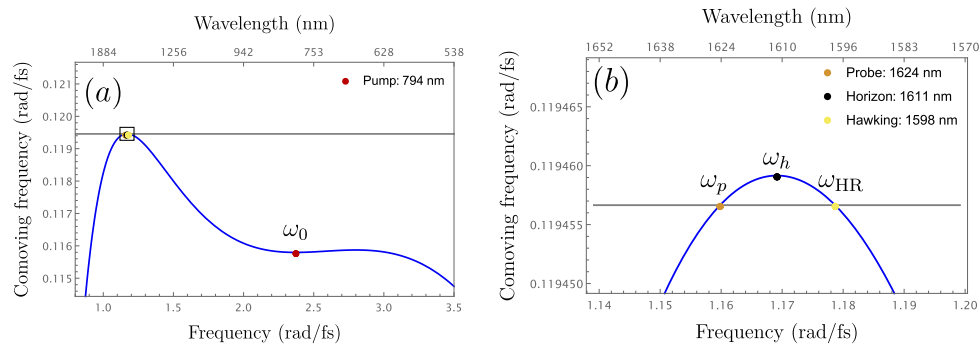 Wavelength (nm)
1884 1256 942 753 628 538
(a)
Pump: 794 nm
Comoving frequency (rad/fs)
0.121
0.120
0.119
0.118
0.117
0.116
0.115
ω0
1.0 1.5 2.0 2.5 3.0 3.5
Frequency (rad/fs)
Wavelength (nm)
1652 1638 1624 1610 1596 1583 1570
(b)
Probe: 1624 nm
Horizon: 1611 nm
Hawking: 1598 nm
Comoving frequency (rad/fs)
0.119465
0.119460
0.119455
0.119450
ωh
ωp
ωHR
1.14 1.15 1.16 1.17 1.18 1.19 1.20
Frequency (rad/fs)